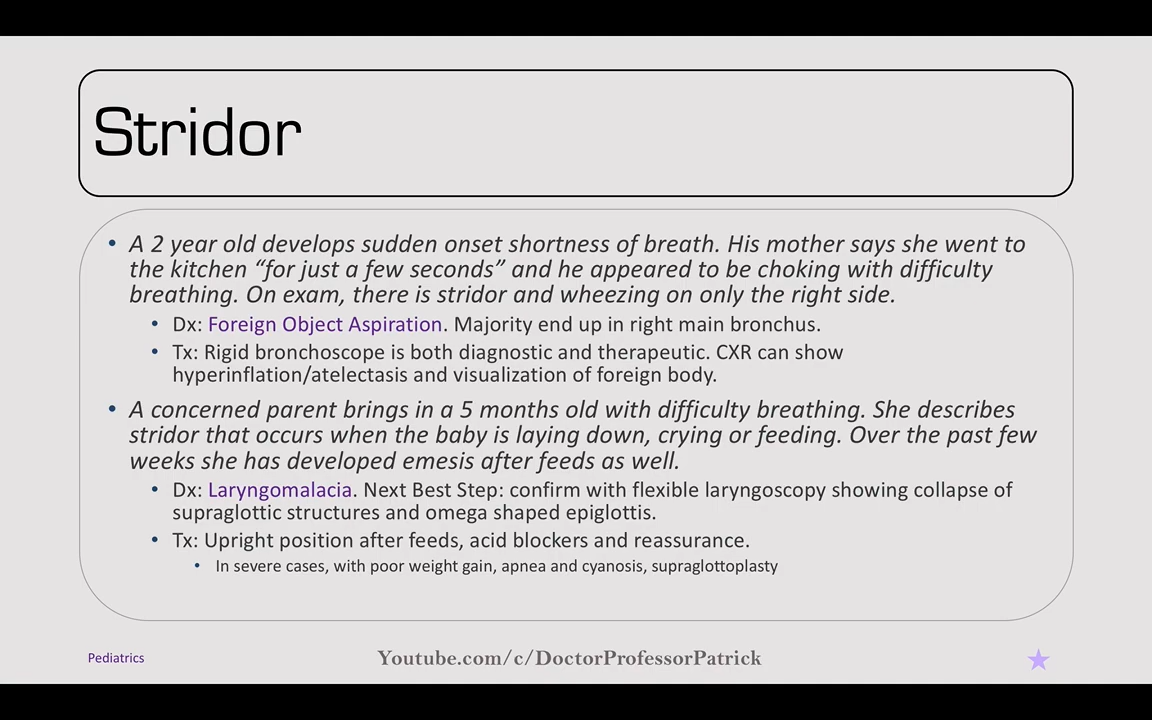 Stridor
• A 2 year old develops sudden onset shortness of breath. His mother says she went to
the kitchen “for just a few seconds” and he appeared to be choking with difficulty
breathing. On exam, there is stridor and wheezing on only the right side.
• Dx: Foreign Object Aspiration. Majority end up in right main bronchus.
• Tx: Rigid bronchoscope is both diagnostic and therapeutic. CXR can show
hyperinflation/atelectasis and visualization of foreign body.
• A concerned parent brings in a 5 months old with difficulty breathing. She describes
stridor that occurs when the baby is laying down, crying or feeding. Over the past few
weeks she has developed emesis after feeds as well.
• Dx: Laryngomalacia. Next Best Step: confirm with flexible laryngoscopy showing collapse of
supraglottic structures and omega shaped epiglottis.
• Tx: Upright position after feeds, acid blockers and reassurance.
• In severe cases, with poor weight gain, apnea and cyanosis, supraglottoplasty
Pediatrics
Youtube.com/c/DoctorProfessorPatrick